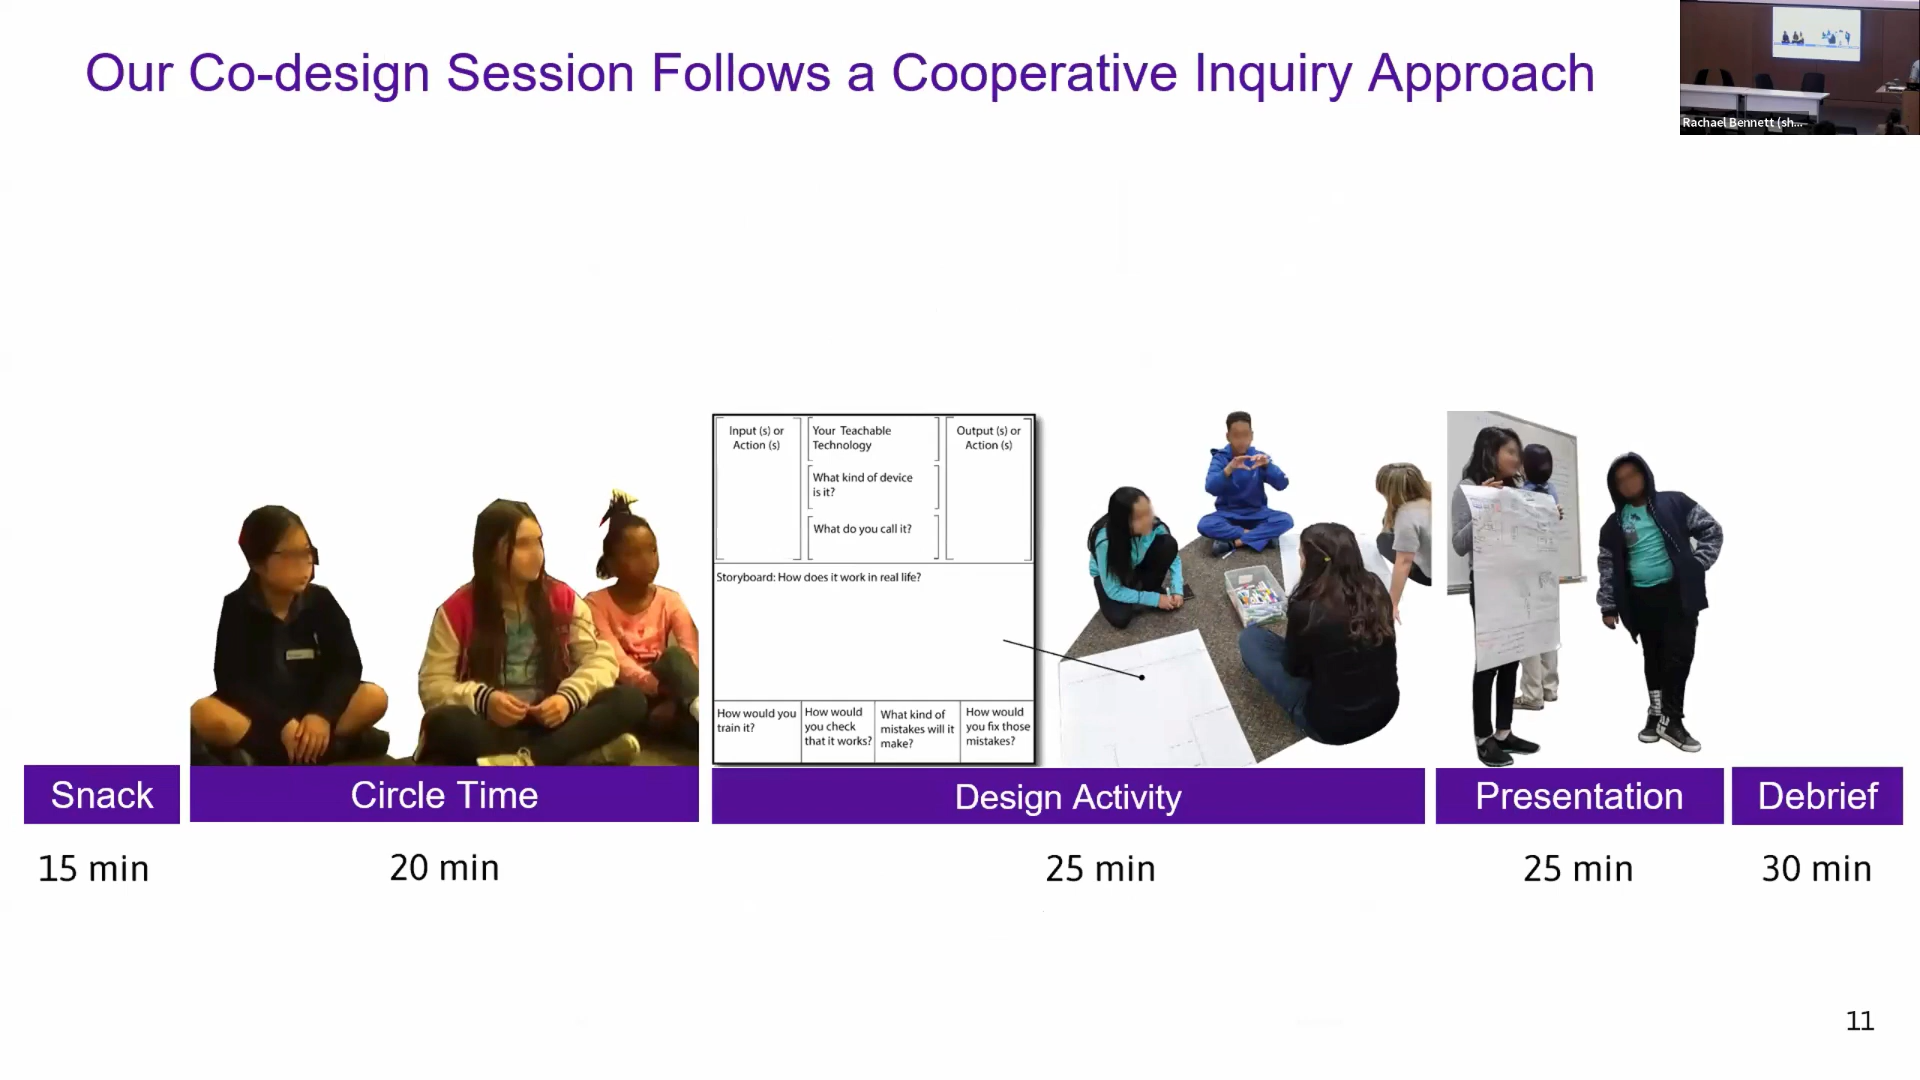 Our Co-design Session Follows a Cooperative Inquiry Approach
Rachael Bennett (sh...
Input (s) or
Action (s)
Your Teachable
Technology
What kind of device
is it?
What do you call it?
Output (s) or
Action (s)
Storyboard: How does it work in real life?
How would you
train it?
How would
you check
that it works?
What kind of
mistakes will it
make?
How would
you fix those
mistakes?
Snack
Circle Time
Design Activity
Presentation
Debrief
15 min
20 min
25 min
25 min
30 min
11